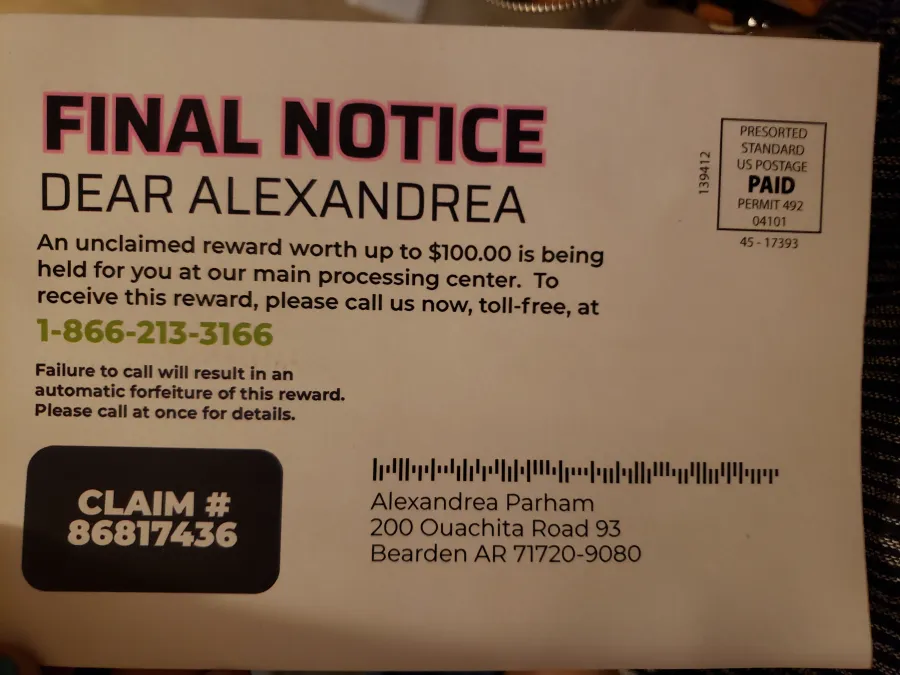 FINAL NOTICE
DEAR ALEXANDREA
An unclaimed reward worth up to $100.00 is being
held for you at our main processing center. To
receive this reward, please call us now, toll-free, at
1-866-213-3166
Failure to call will result in an
automatic forfeiture of this reward.
Please call at once for details.
CLAIM #
86817436
139412
PRESORTED
STANDARD
US POSTAGE
PAID
PERMIT 492
04101
45 - 17393
Alexandrea Parham
200 Ouachita Road 93
Bearden AR 71720-9080